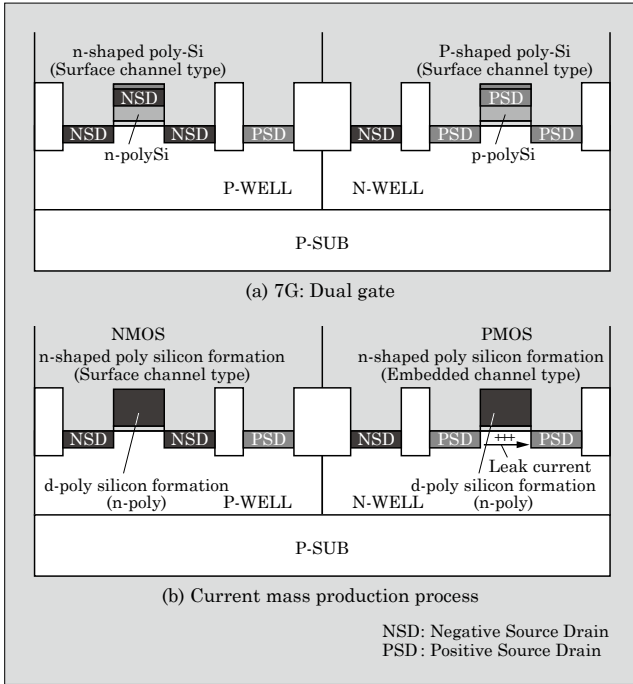 n-shaped poly-Si
(Surface channel type)
P-shaped poly-Si
(Surface channel type)
NSD
PSD
NSD
NSD
PSD
NSD
PSD
PSD
n-polySi
p-polySi
P-WELL
N-WELL
P-SUB
(a) 7G: Dual gate
NMOS
PMOS
n-shaped poly silicon formation
(Surface channel type)
n-shaped poly silicon formation
(Embedded channel type)
NSD
NSD
PSD
NSD
PSD
+++
PSD
Leak current
d-poly silicon formation
(n-poly)
d-poly silicon formation
(n-poly)
P-WELL
N-WELL
P-SUB
(b) Current mass production process
NSD: Negative Source Drain
PSD: Positive Source Drain